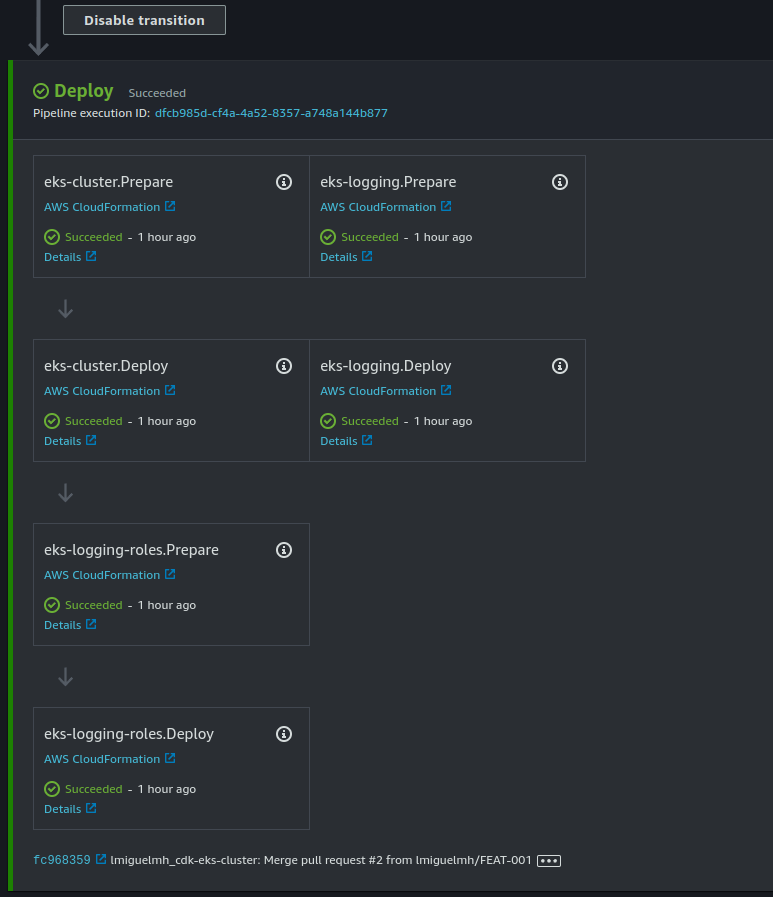 Disable transition
Deploy Succeeded
Pipeline execution ID: dfcb985d-cf4a-4a52-8357-a748a144b877
eks-cluster.Prepare
AWS CloudFormation
Succeeded - 1 hour ago
Details
eks-logging.Prepare
AWS CloudFormation
Succeeded - 1 hour ago
Details
eks-cluster.Deploy
AWS CloudFormation
Succeeded - 1 hour ago
Details
eks-logging.Deploy
AWS CloudFormation
Succeeded - 1 hour ago
Details
eks-logging-roles.Prepare
AWS CloudFormation
Succeeded - 1 hour ago
Details
eks-logging-roles.Deploy
AWS CloudFormation
Succeeded - 1 hour ago
Details
fc968359 lmiguelmh_cdk-eks-cluster: Merge pull request #2 from lmiguelmh/FEAT-001